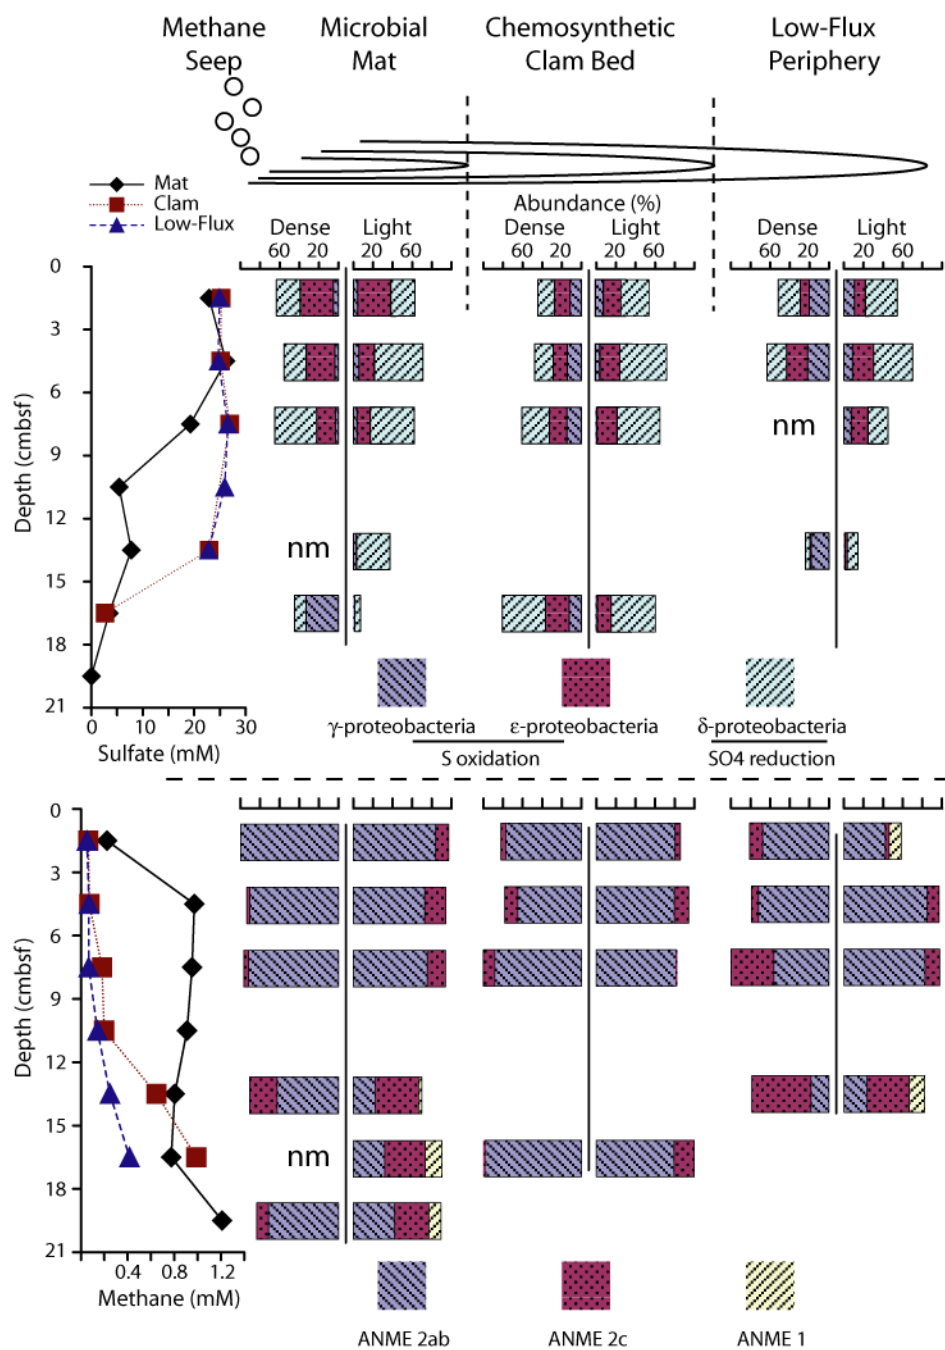 Methane Seep
Microbial Mat
Chemosynthetic Clam Bed
Low-Flux Periphery
Mat
Clam
Low-Flux
Abundance (%)
Dense Light Dense Light Dense Light
60 20 20 60 60 20 20 60 60 20 20 60
0
3
6
9
12
15
18
21
Depth (cmbsf)
nm
nm
0 10 20 30
Sulfate (mM)
γ-proteobacteria ε-proteobacteria δ-proteobacteria
S oxidation SO4 reduction
0
3
6
9
12
15
18
21
Depth (cmbsf)
nm
0.4 0.8 1.2
Methane (mM)
ANME 2ab ANME 2c ANME 1